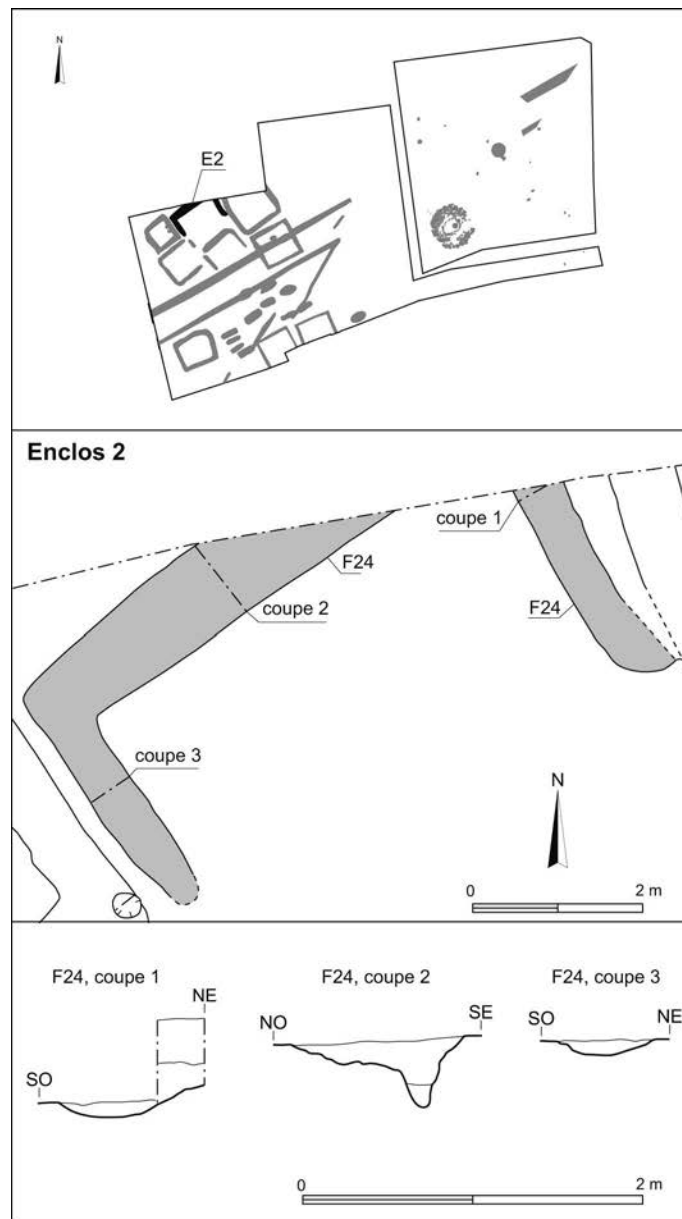 N
E2
Enclos 2
coupe 1
F24
coupe 2
F24
coupe 3
N
0 2 m
F24, coupe 1
F24, coupe 2
F24, coupe 3
NE
NO
SE
SO
NE
SO
0 2 m